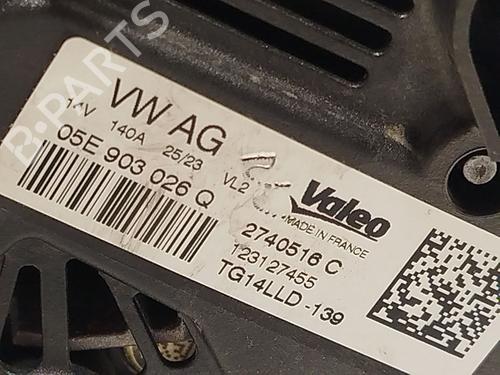 VW AG
14V 140A 25/23 VL2
05E 903 026 Q
Valeo
MADE IN FRANCE
2740516 C
123127455
TG14LLD -139
B-PARTS